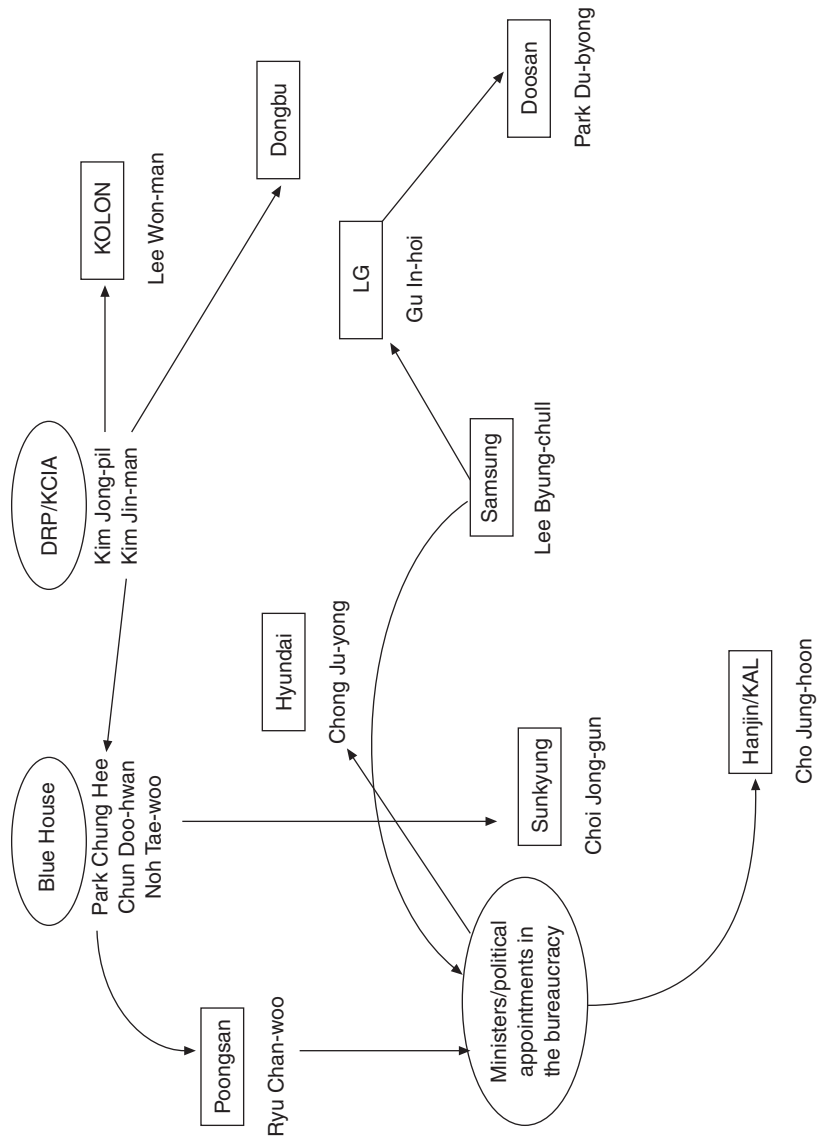 Blue House
Park Chung Hee
Chun Doo-hwan
Noh Tae-woo
DRP/KCIA
Kim Jong-pil
Kim Jin-man
KOLON
Lee Won-man
Dongbu
Poongsan
Ryu Chan-woo
Hyundai
Chong Ju-yong
LG
Gu In-hoi
Samsung
Lee Byung-chull
Doosan
Park Du-byong
Ministers/political
appointments in
the bureaucracy
Sunkyung
Choi Jong-gun
Hanjin/KAL
Cho Jung-hoon